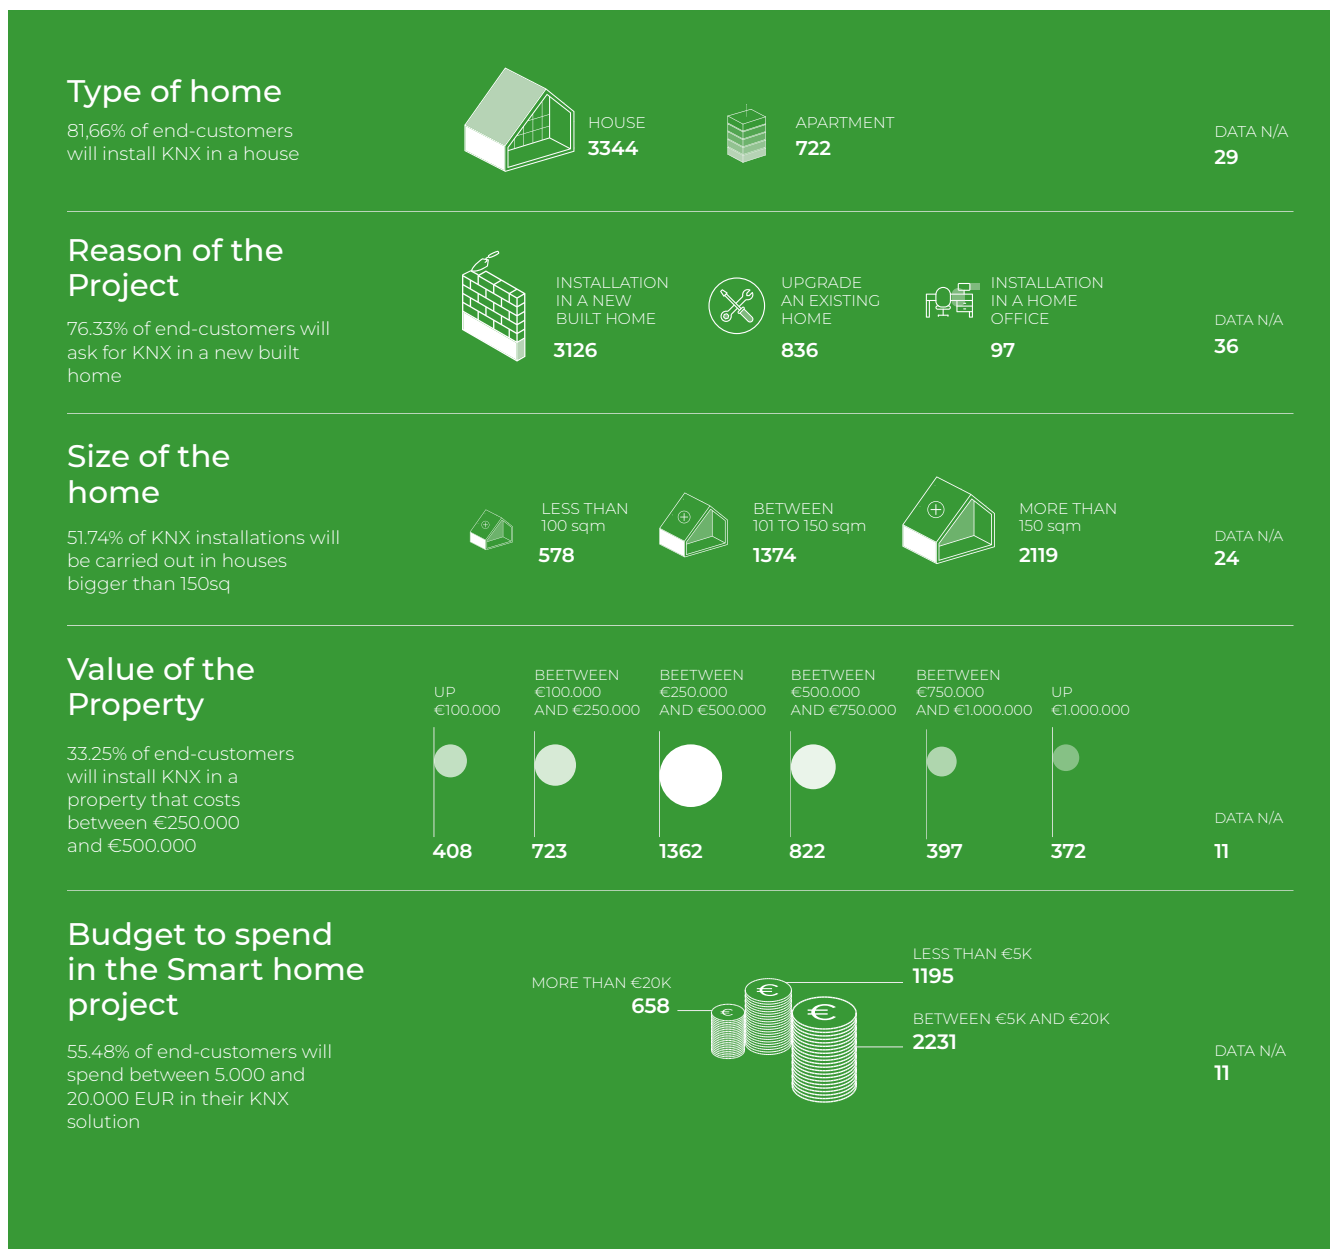 Type of home
81,66% of end-customers
will install KNX in a house
HOUSE
3344
APARTMENT
722
DATA N/A
29
Reason of the
Project
76.33% of end-customers will
ask for KNX in a new built
home
INSTALLATION
IN A NEW
BUILT HOME
3126
UPGRADE
AN EXISTING
HOME
836
INSTALLATION
IN A HOME
OFFICE
97
DATA N/A
36
Size of the
home
51.74% of KNX installations will
be carried out in houses
bigger than 150sq
LESS THAN
100 sqm
578
BETWEEN
101 TO 150 sqm
1374
MORE THAN
150 sqm
2119
DATA N/A
24
Value of the
Property
33.25% of end-customers
will install KNX in a
property that costs
between €250.000
and €500.000
UP
€100.000
408
BEETWEEN
€100.000
AND €250.000
723
BEETWEEN
€250.000
AND €500.000
1362
BEETWEEN
€500.000
AND €750.000
822
BEETWEEN
€750.000
AND €1.000.000
397
UP
€1.000.000
372
DATA N/A
11
Budget to spend
in the Smart home
project
55.48% of end-customers will
spend between 5.000 and
20.000 EUR in their KNX
solution
MORE THAN €20K
658
€
€
€
LESS THAN €5K
1195
BETWEEN €5K AND €20K
2231
DATA N/A
11